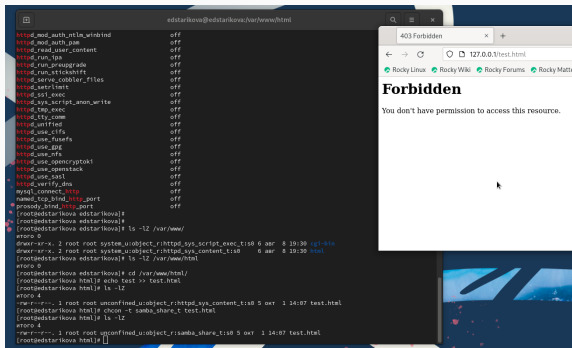 edstarikova@edstarikova:/var/www/html
httpd_mod_auth_ntlm_winbind off
httpd_mod_auth_pam off
httpd_read_user_content off
httpd_run_ipa off
httpd_run_preupgrade off
httpd_run_stickshift off
httpd_serve_cobbler_files off
httpd_setrlimit off
httpd_ssi_exec off
httpd_sys_script_anon_write off
httpd_tmp_exec off
httpd_tty_comm off
httpd_unified off
httpd_use_cifs off
httpd_use_fusefs off
httpd_use_gpg off
httpd_use_nfs off
httpd_use_opencryptoki off
httpd_use_openstack off
httpd_use_sasl off
httpd_verify_dns off
mysql_connect_http off
named_tcp_bind_http_port off
prosody_bind_http_port off
[root@edstarikova edstarikova]#
[root@edstarikova edstarikova]#
[root@edstarikova edstarikova]# ls -lZ /var/www/
итого 0
drwxr-xr-x. 2 root root system_u:object_r:httpd_sys_script_exec_t:s0 6 авг 8 19:30 cgi-bin
drwxr-xr-x. 2 root root system_u:object_r:httpd_sys_content_t:s0 6 авг 8 19:30 html
[root@edstarikova edstarikova]# ls -lZ /var/www/html
итого 0
[root@edstarikova edstarikova]# cd /var/www/html/
[root@edstarikova html]# echo test >> test.html
[root@edstarikova html]# ls -lZ
итого 4
-rw-r--r--. 1 root root unconfined_u:object_r:httpd_sys_content_t:s0 5 окт 1 14:07 test.html
[root@edstarikova html]# chcon -t samba_share_t test.html
[root@edstarikova html]# ls -lZ
итого 4
-rw-r--r--. 1 root root unconfined_u:object_r:samba_share_t:s0 5 окт 1 14:07 test.html
[root@edstarikova html]#
403 Forbidden
127.0.0.1/test.html
Rocky Linux Rocky Wiki Rocky Forums Rocky Matte
Forbidden
You don't have permission to access this resource.